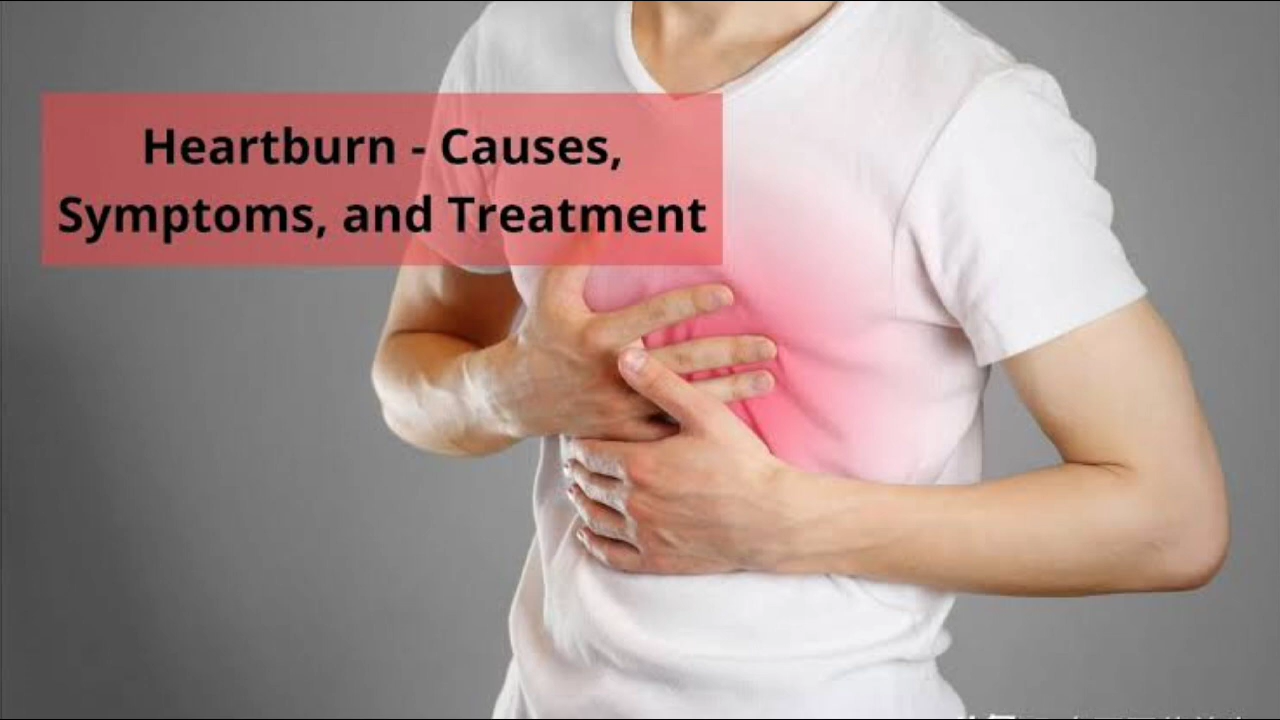 Heartburn - Causes,
Symptoms, and Treatment